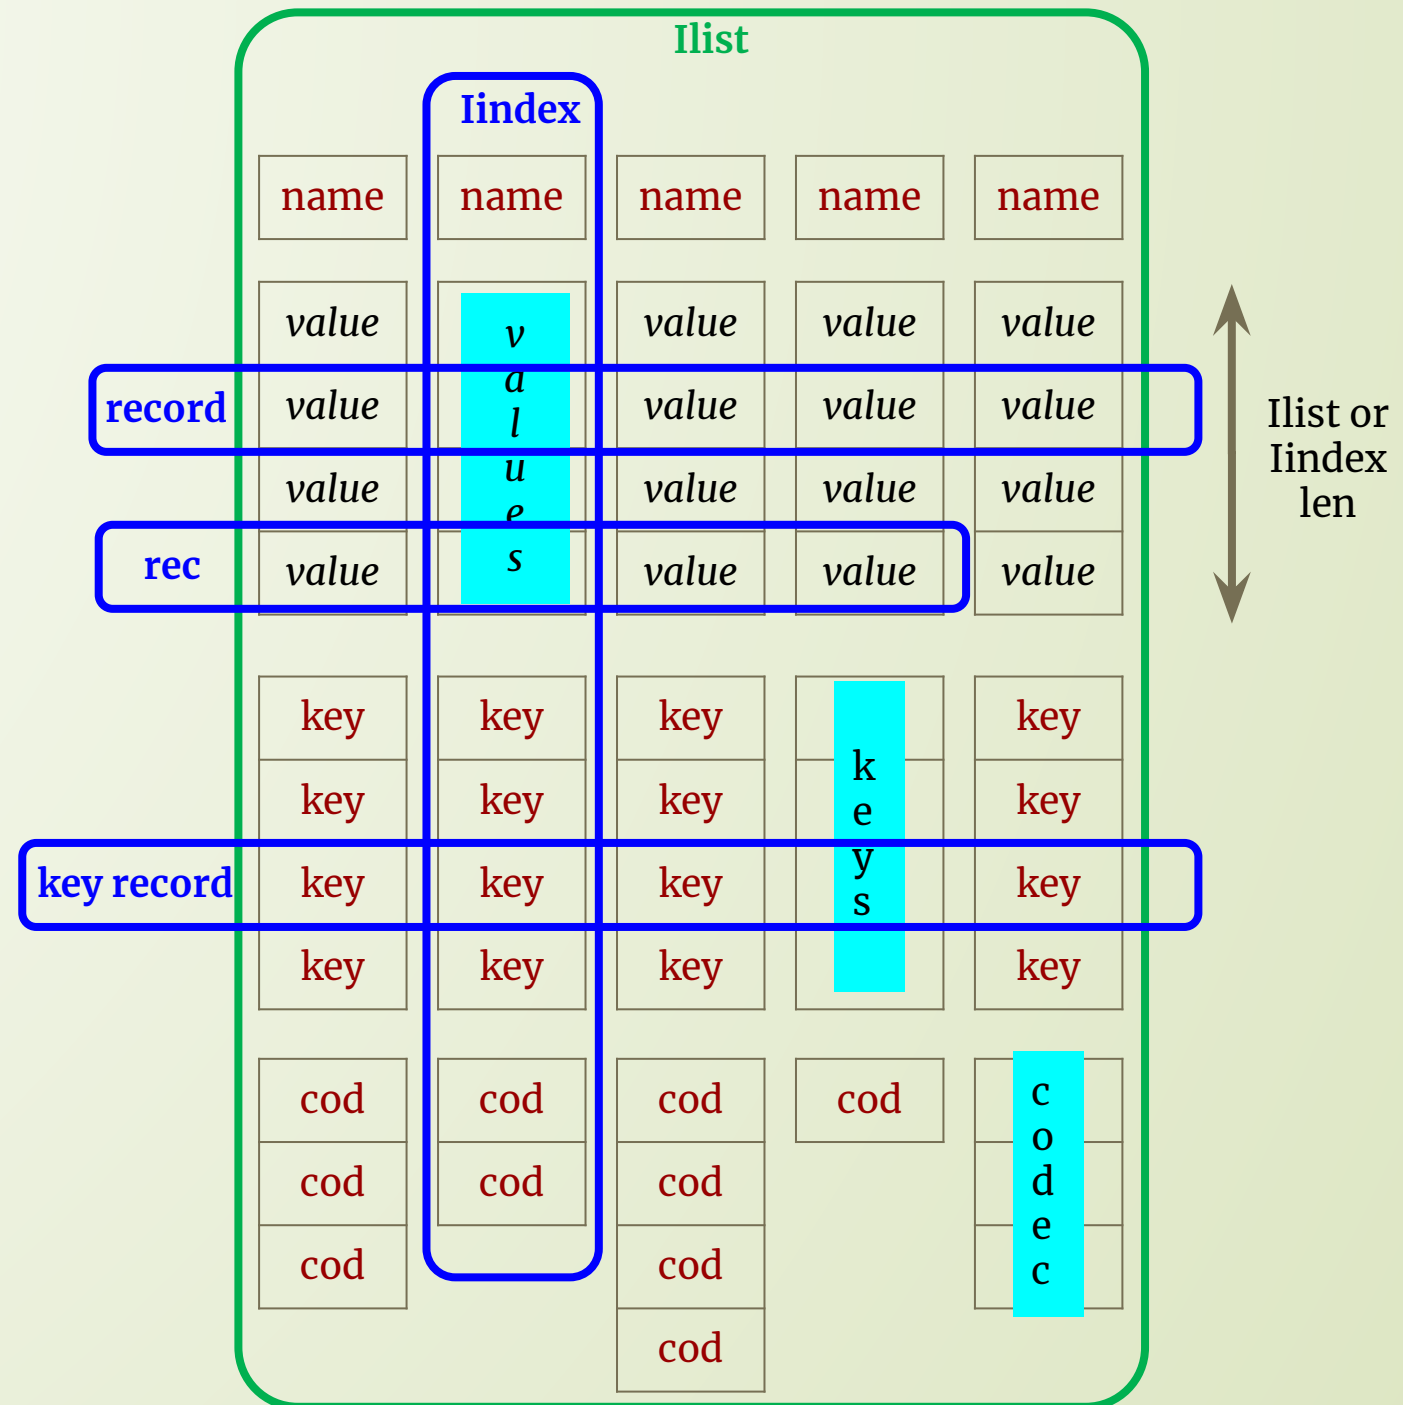 Ilist
Iindex
name name name name name
value value value value
record value value value value
value value value value
rec value value value value
values
Ilist or
Iindex
len
key key key key
key key key key
key record key key key key
key key key key
keys
cod cod cod cod
cod cod cod
cod cod
cod
codec